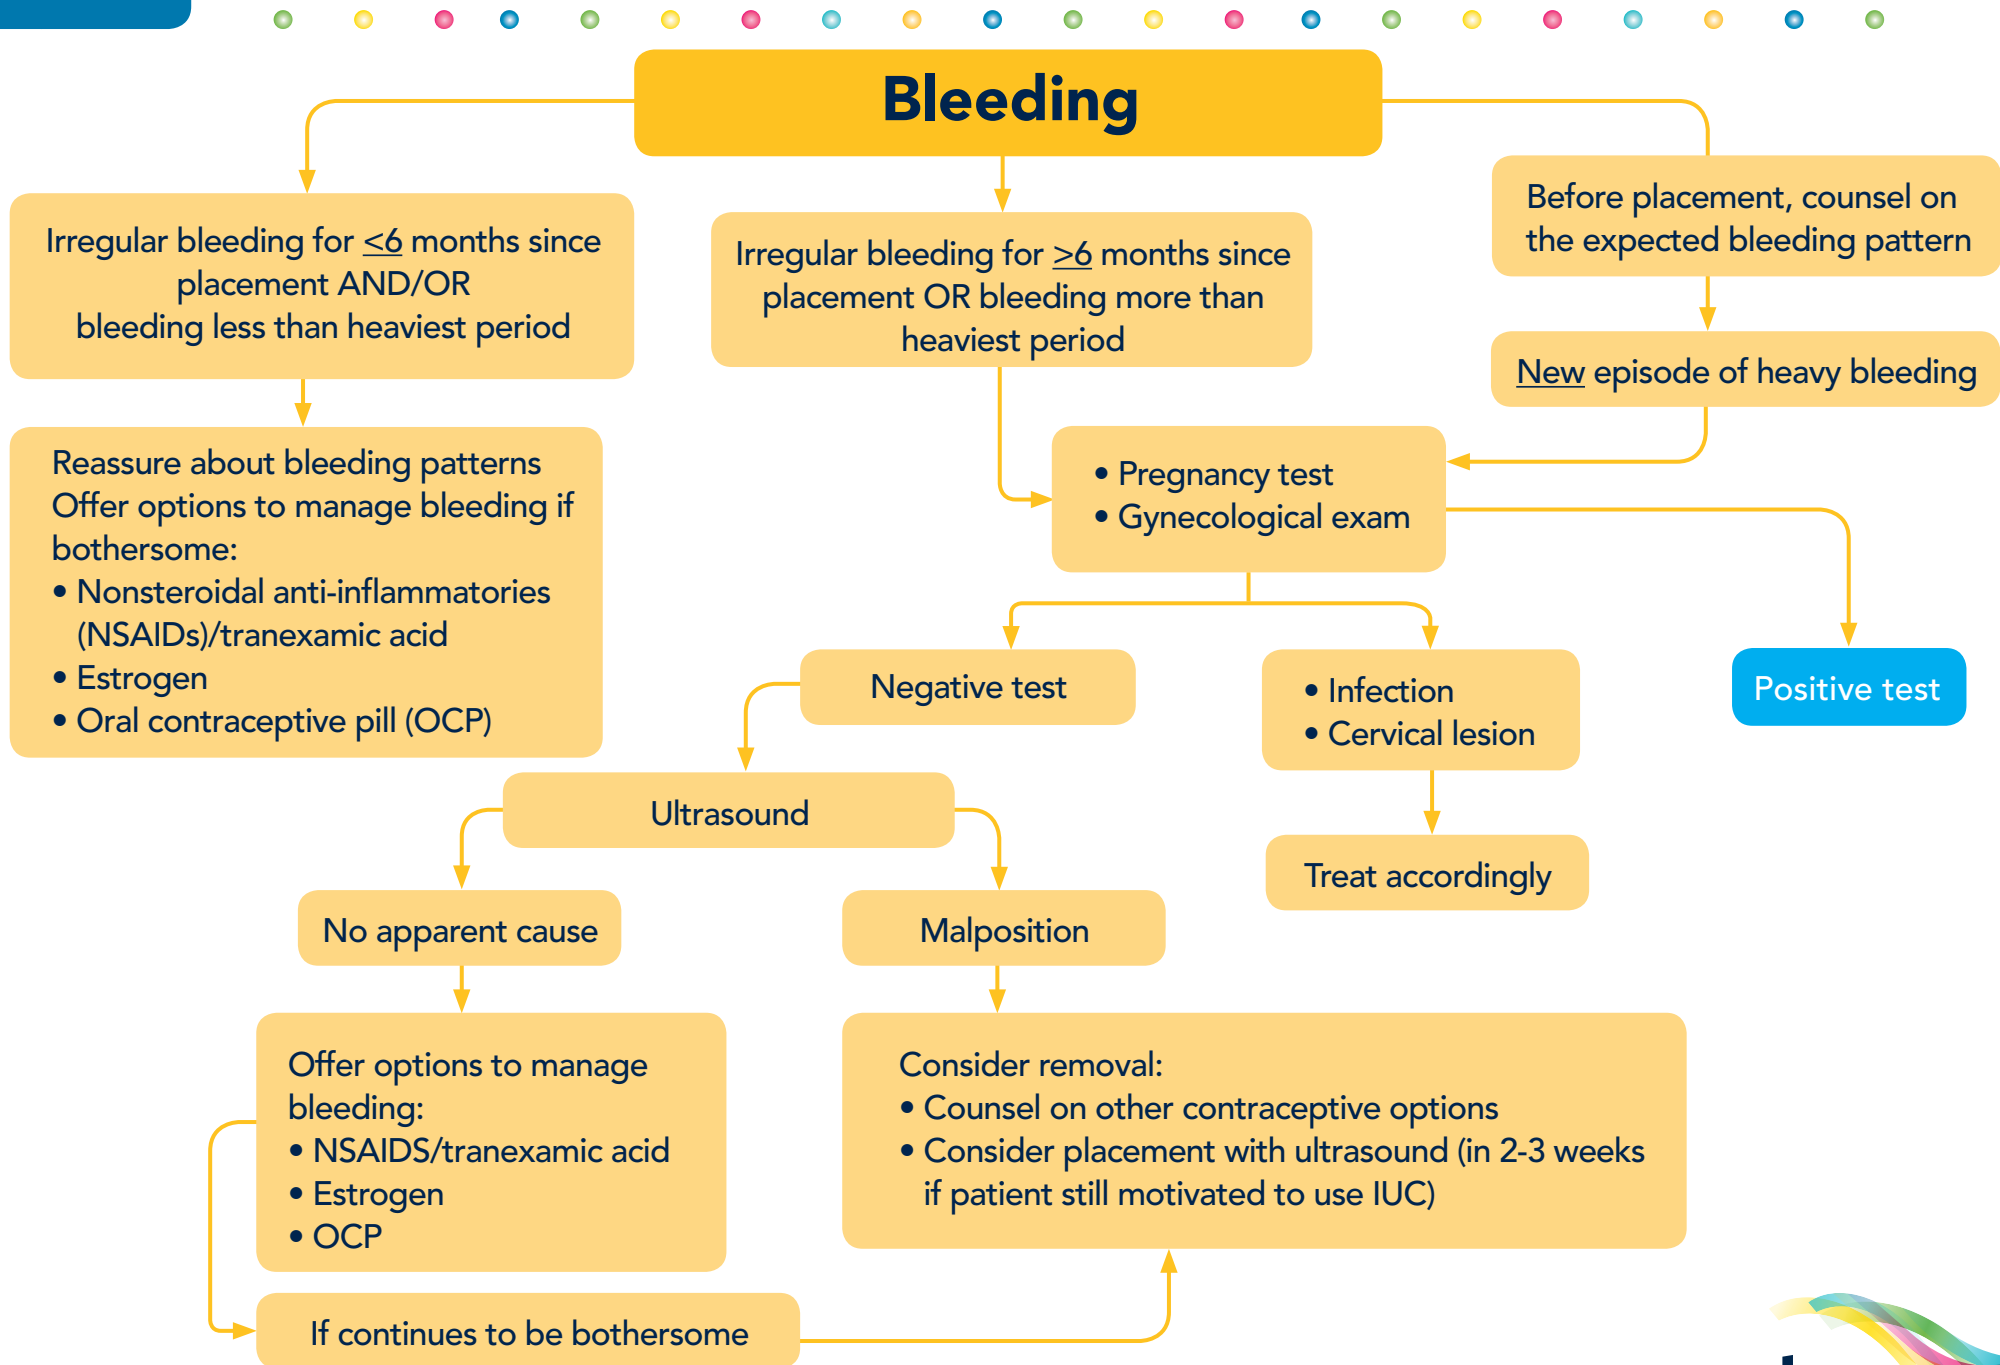 Bleeding
Irregular bleeding for <6 months since
placement AND/OR
bleeding less than heaviest period
Irregular bleeding for >6 months since
placement OR bleeding more than
heaviest period
Before placement, counsel on
the expected bleeding pattern
New episode of heavy bleeding
Reassure about bleeding patterns
Offer options to manage bleeding if
bothersome:
• Nonsteroidal anti-inflammatories
(NSAIDs)/tranexamic acid
• Estrogen
• Oral contraceptive pill (OCP)
• Pregnancy test
• Gynecological exam
Negative test
• Infection
• Cervical lesion
Positive test
Ultrasound
Treat accordingly
No apparent cause
Malposition
Offer options to manage
bleeding:
• NSAIDS/tranexamic acid
• Estrogen
• OCP
Consider removal:
• Counsel on other contraceptive options
• Consider placement with ultrasound (in 2-3 weeks
if patient still motivated to use IUC)
If continues to be bothersome